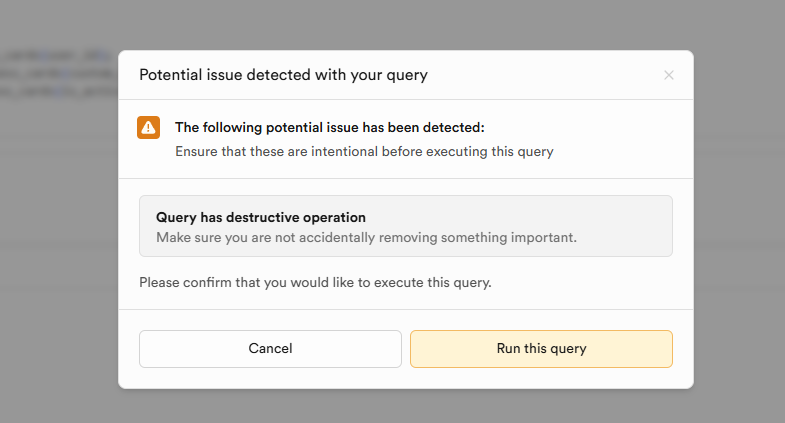 Potential issue detected with your query
The following potential issue has been detected:
Ensure that these are intentional before executing this query
Query has destructive operation
Make sure you are not accidentally removing something important.
Please confirm that you would like to execute this query.
Cancel
Run this query